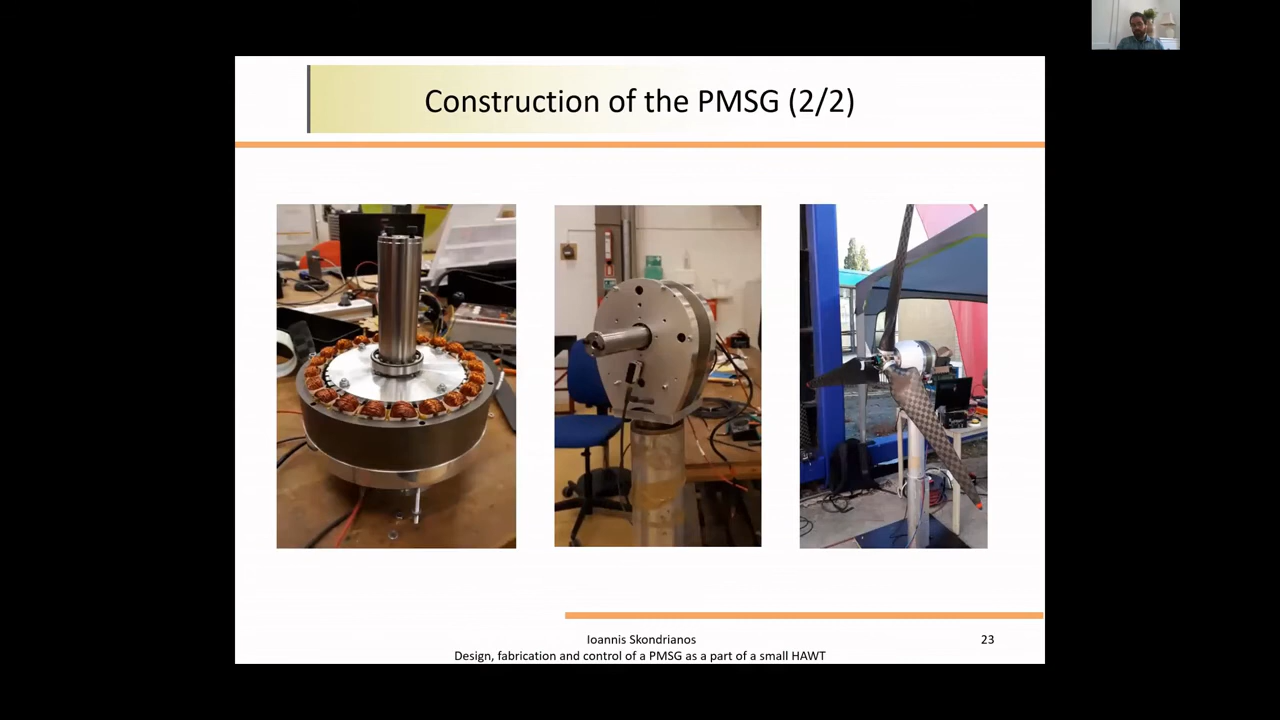 Construction of the PMSG (2/2)
Ioannis Skondrianos
23
Design, fabrication and control of a PMSG as a part of a small HAWT